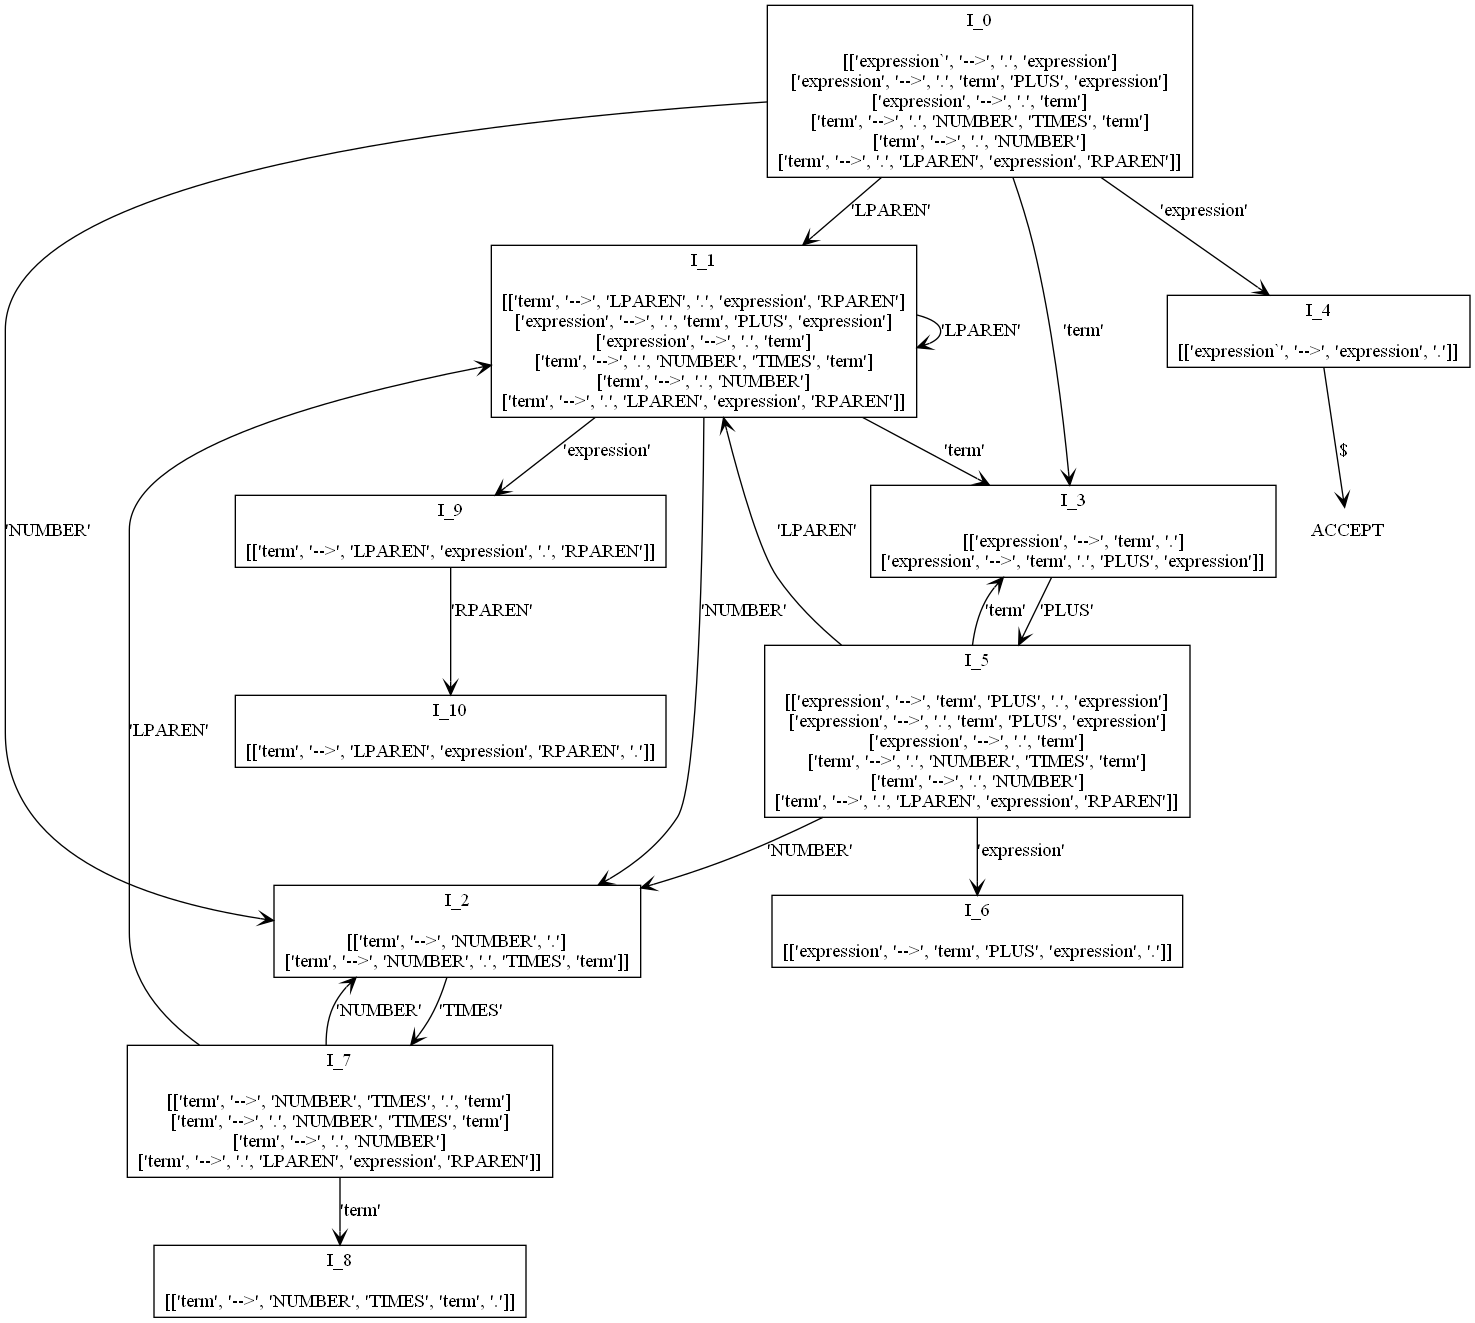 I_0
[['expression`', '-->', '.', 'expression']
['expression', '-->', '.', 'term', 'PLUS', 'expression']
['expression', '-->', '.', 'term']
['term', '-->', '.', 'NUMBER', 'TIMES', 'term']
['term', '-->', '.', 'NUMBER']
['term', '-->', '.', 'LPAREN', 'expression', 'RPAREN']]
'LPAREN'
'expression'
I_1
[['term', '-->', 'LPAREN', '.', 'expression', 'RPAREN']
['expression', '-->', '.', 'term', 'PLUS', 'expression']
['expression', '-->', '.', 'term']
['term', '-->', '.', 'NUMBER', 'TIMES', 'term']
['term', '-->', '.', 'NUMBER']
['term', '-->', '.', 'LPAREN', 'expression', 'RPAREN']]
'LPAREN'
'term'
I_4
[['expression`', '-->', 'expression', '.']]
'expression'
'term'
$
I_9
[['term', '-->', 'LPAREN', 'expression', '.', 'RPAREN']]
I_3
[['expression', '-->', 'term', '.']
['expression', '-->', 'term', '.', 'PLUS', 'expression']]
'NUMBER'
'LPAREN'
ACCEPT
'RPAREN'
'NUMBER'
'term'
'PLUS'
I_5
[['expression', '-->', 'term', 'PLUS', '.', 'expression']
['expression', '-->', '.', 'term', 'PLUS', 'expression']
['expression', '-->', '.', 'term']
['term', '-->', '.', 'NUMBER', 'TIMES', 'term']
['term', '-->', '.', 'NUMBER']
['term', '-->', '.', 'LPAREN', 'expression', 'RPAREN']]
'LPAREN'
I_10
[['term', '-->', 'LPAREN', 'expression', 'RPAREN', '.']]
'NUMBER'
'expression'
I_2
[['term', '-->', 'NUMBER', '.']
['term', '-->', 'NUMBER', '.', 'TIMES', 'term']]
I_6
[['expression', '-->', 'term', 'PLUS', 'expression', '.']]
'NUMBER'
'TIMES'
I_7
[['term', '-->', 'NUMBER', 'TIMES', '.', 'term']
['term', '-->', '.', 'NUMBER', 'TIMES', 'term']
['term', '-->', '.', 'NUMBER']
['term', '-->', '.', 'LPAREN', 'expression', 'RPAREN']]
'term'
I_8
[['term', '-->', 'NUMBER', 'TIMES', 'term', '.']]